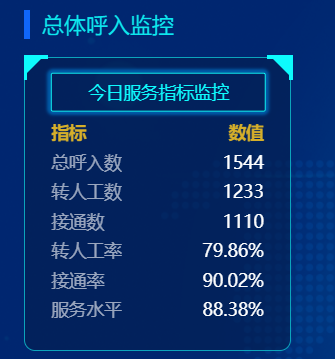 总体呼入监控
今日服务指标监控
指标 数值
总呼入数 1544
转人工数 1233
接通数 1110
转人工率 79.86%
接通率 90.02%
服务水平 88.38%